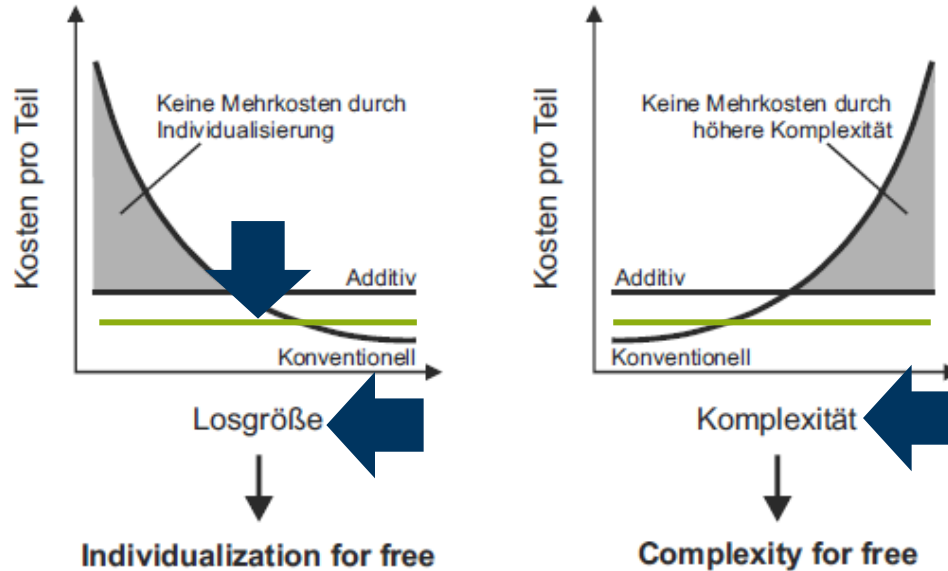 Kosten pro Teil
Keine Mehrkosten durch
Individualisierung
Additiv
Konventionell
Losgröße
Individualization for free
Kosten pro Teil
Keine Mehrkosten durch
höhere Komplexität
Additiv
Konventionell
Komplexität
Complexity for free